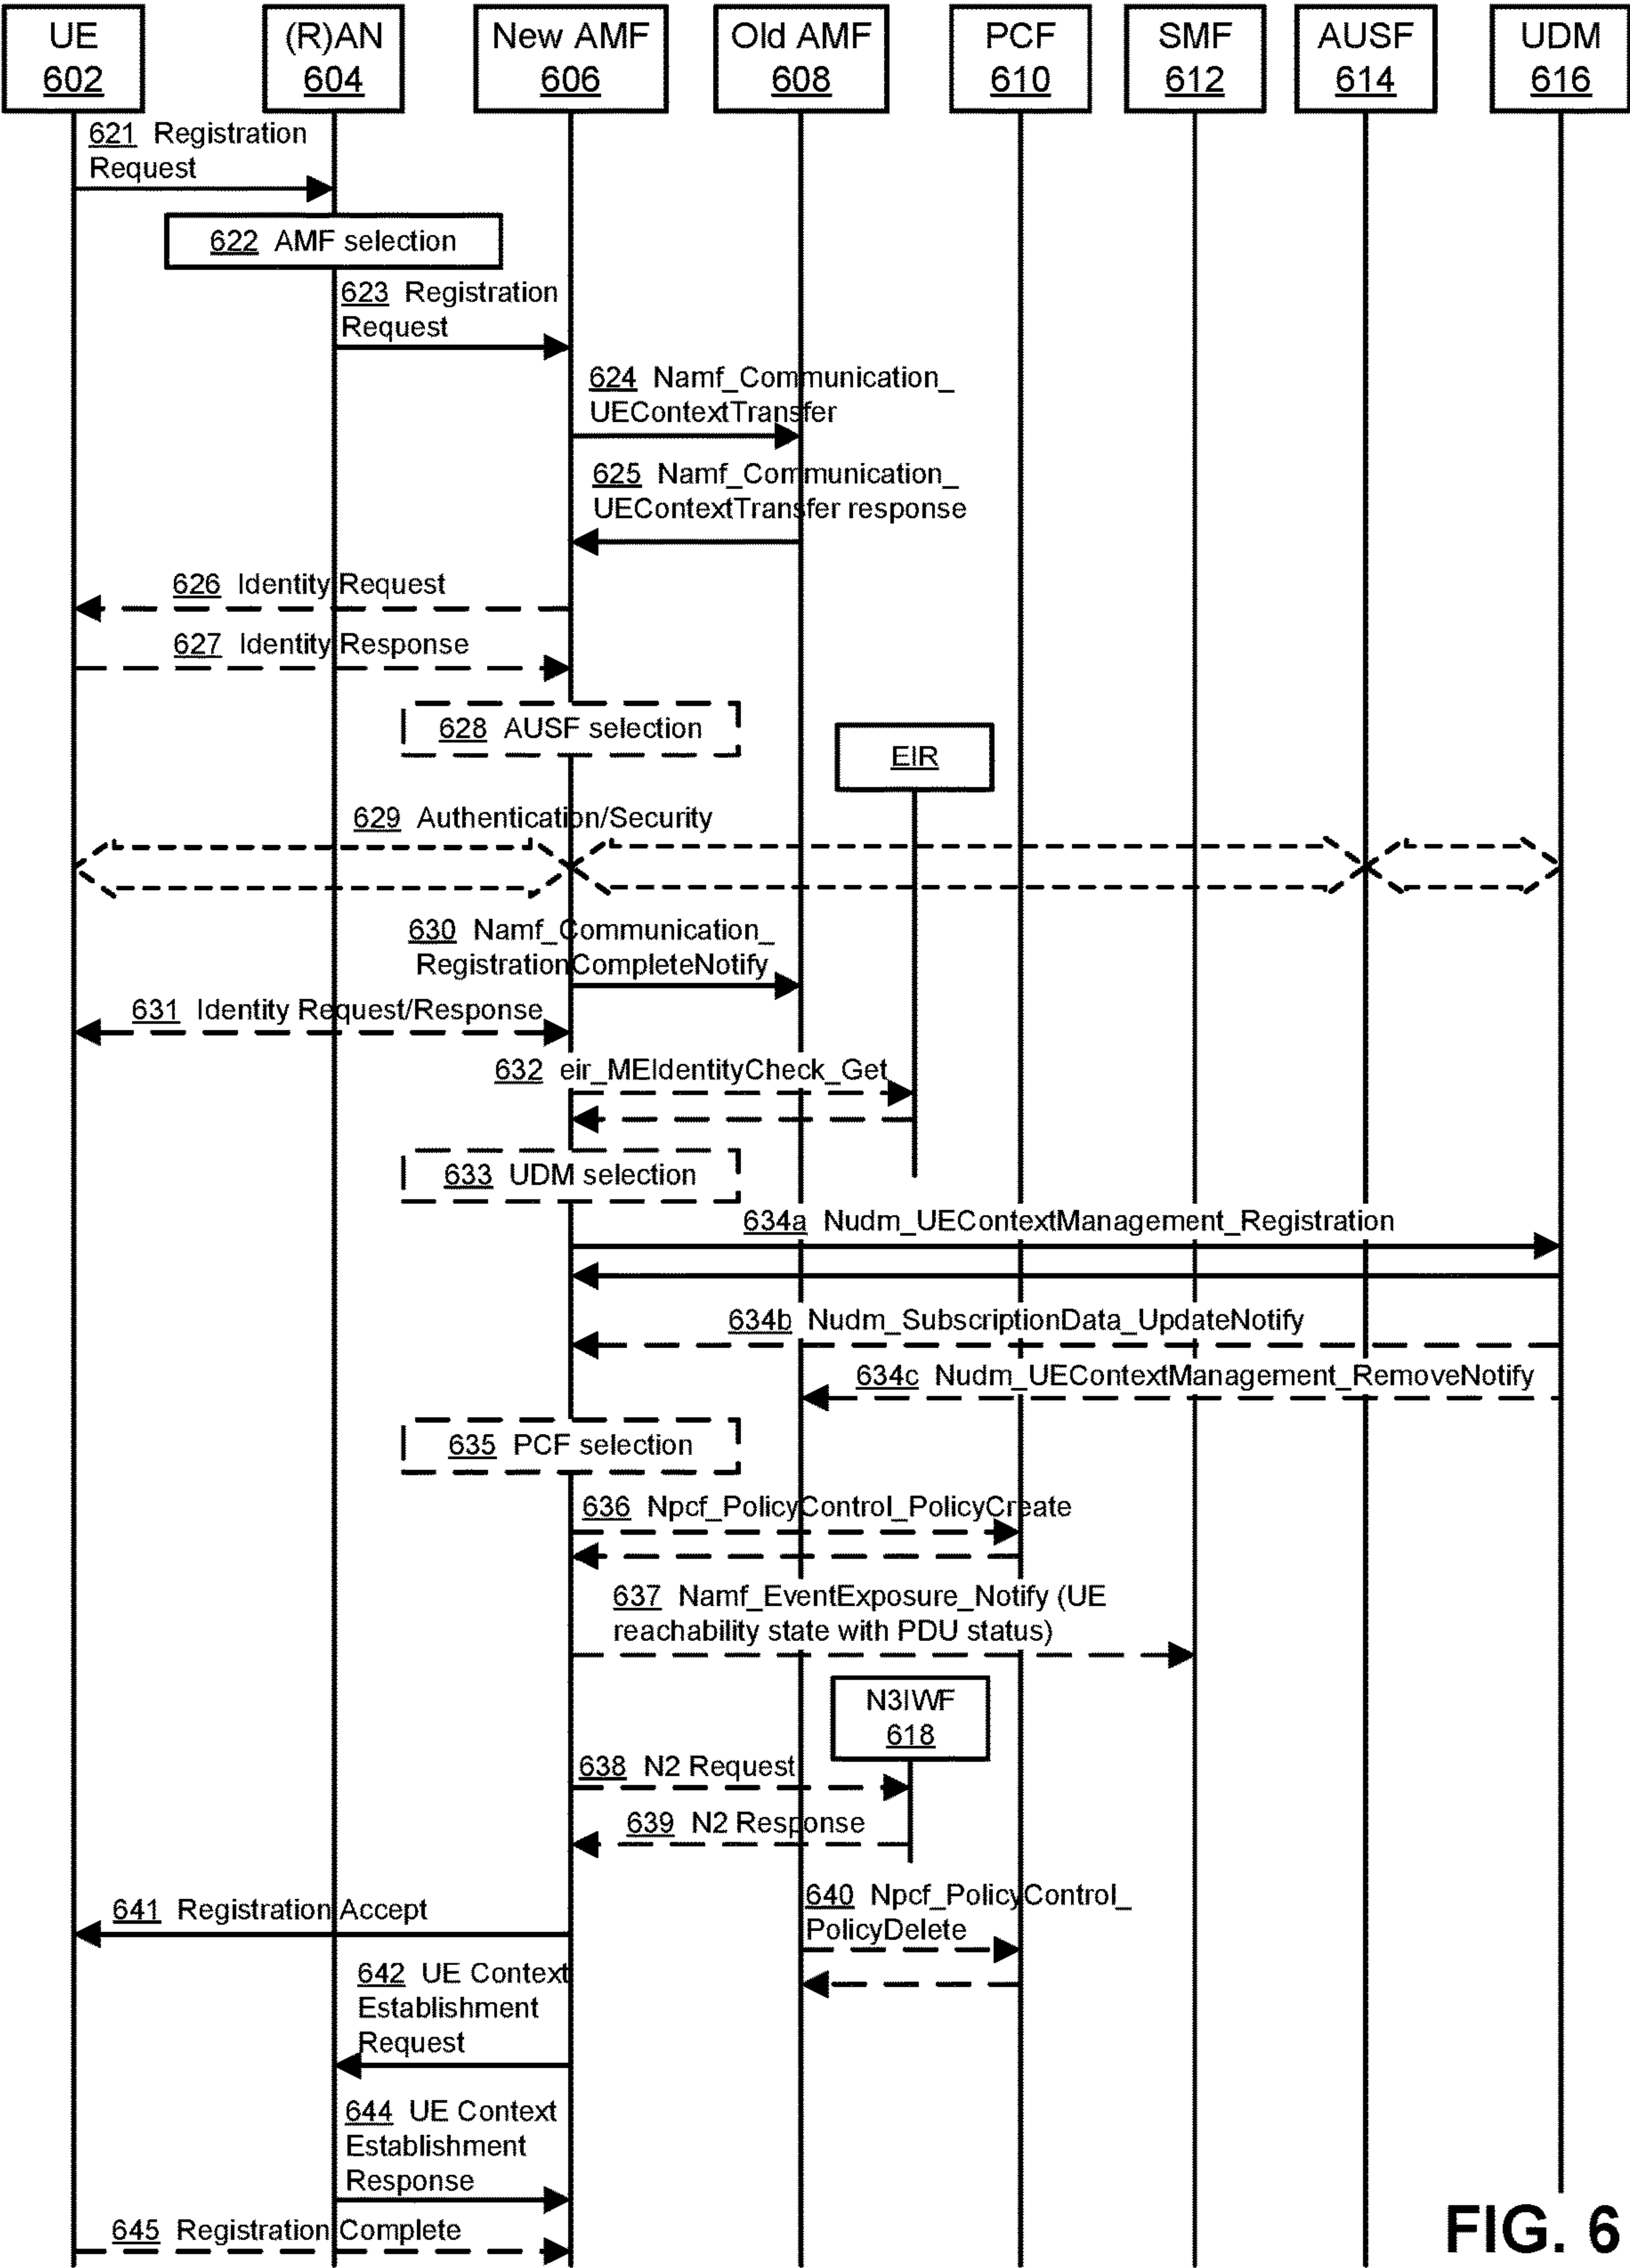 UE
602
(R)AN
604
New AMF
606
Old AMF
608
PCF
610
SMF
612
AUSF
614
UDM
616
621 Registration
Request
622 AMF selection
623 Registration
Request
624 Namf_Communication_
UEContextTransfer
625 Namf_Communication_
UEContextTransfer response
626 Identity Request
627 Identity Response
628 AUSF selection
EIR
629 Authentication/Security
630 Namf_Communication_
RegistrationCompleteNotify
631 Identity Request/Response
632 eir_MEIdentityCheck_Get
633 UDM selection
634a Nudm_UEContextManagement_Registration
634b Nudm_SubscriptionData_UpdateNotify
634c Nudm_UEContextManagement_RemoveNotify
635 PCF selection
636 Npcf_PolicyControl_PolicyCreate
637 Namf_EventExposure_Notify (UE
reachability state with PDU status)
N3IWF
618
638 N2 Request
639 N2 Response
640 Npcf_PolicyControl_
PolicyDelete
641 Registration Accept
642 UE Context
Establishment
Request
644 UE Context
Establishment
Response
645 Registration Complete
FIG. 6